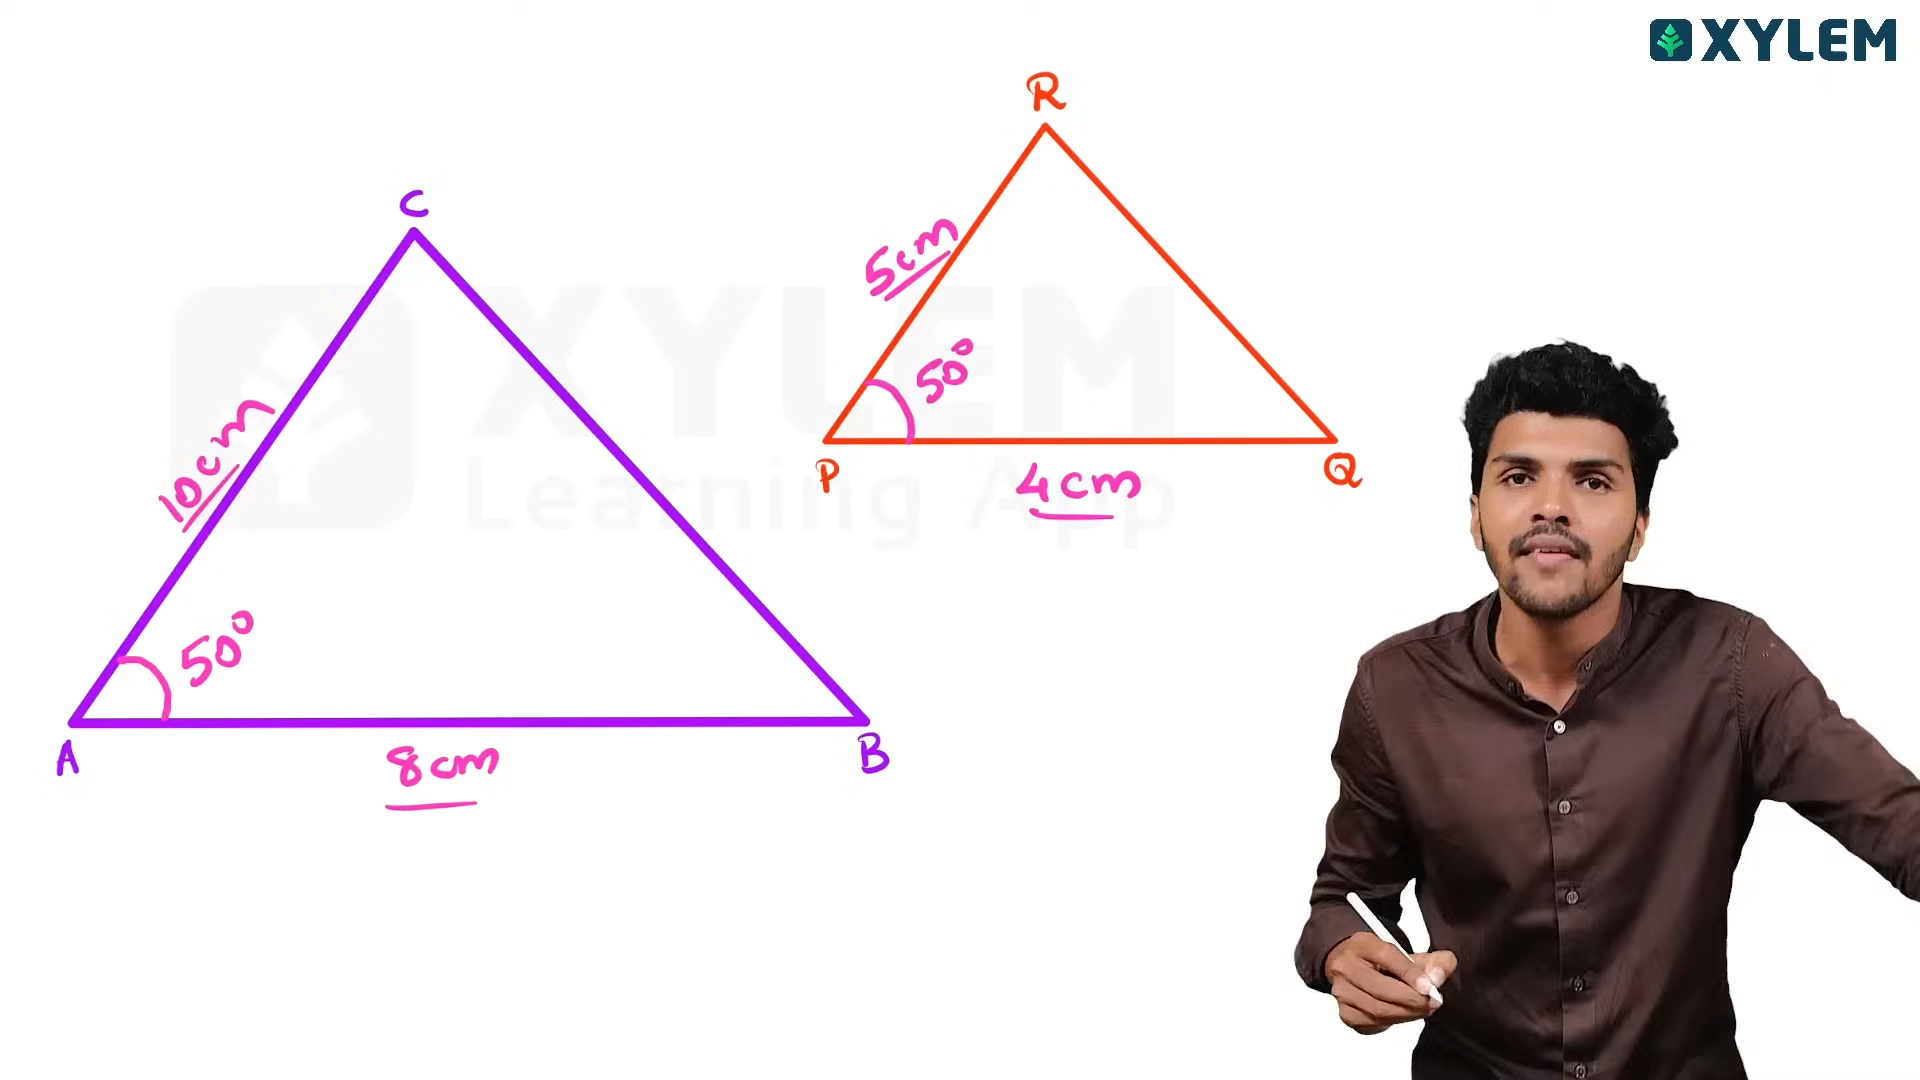 XYLEM
R
C
5cm
50°
10cm
P
4cm
Q
50°
A
8cm
B
XYLEM
Learning App